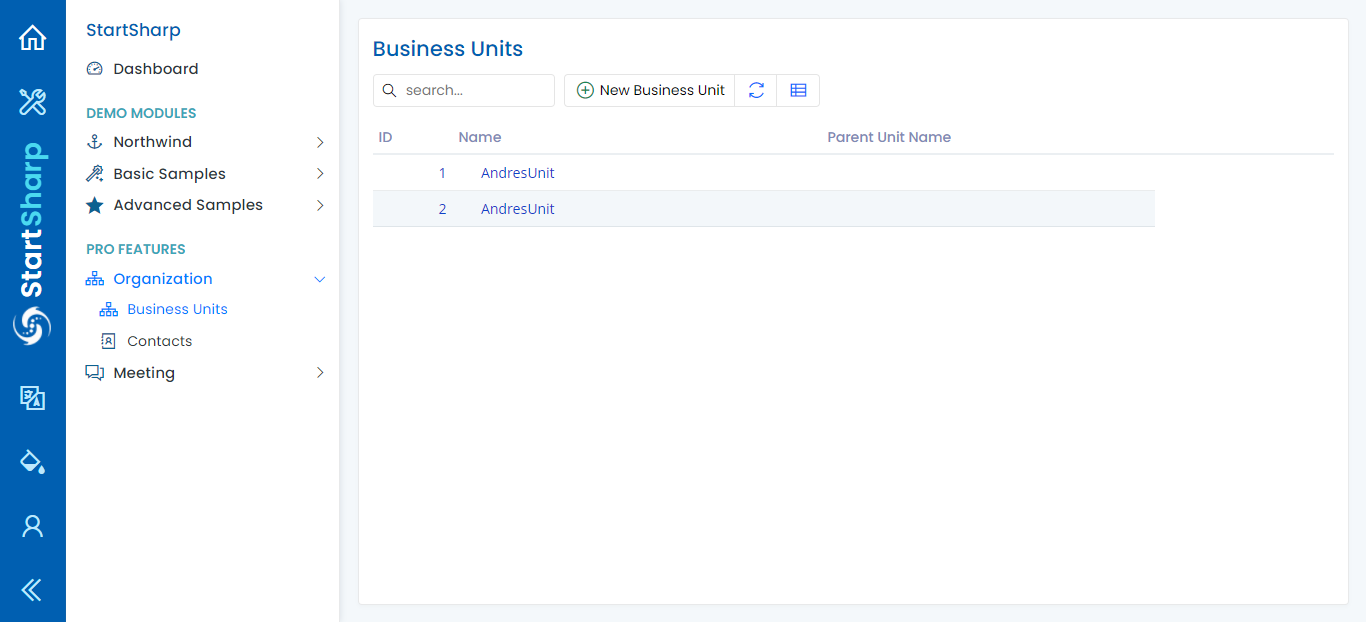 StartSharp
StartSharp
Dashboard
DEMO MODULES
Northwind
Basic Samples
Advanced Samples
PRO FEATURES
Organization
Business Units
Contacts
Meeting
Business Units
search...
New Business Unit
ID Name Parent Unit Name
1 AndresUnit
2 AndresUnit